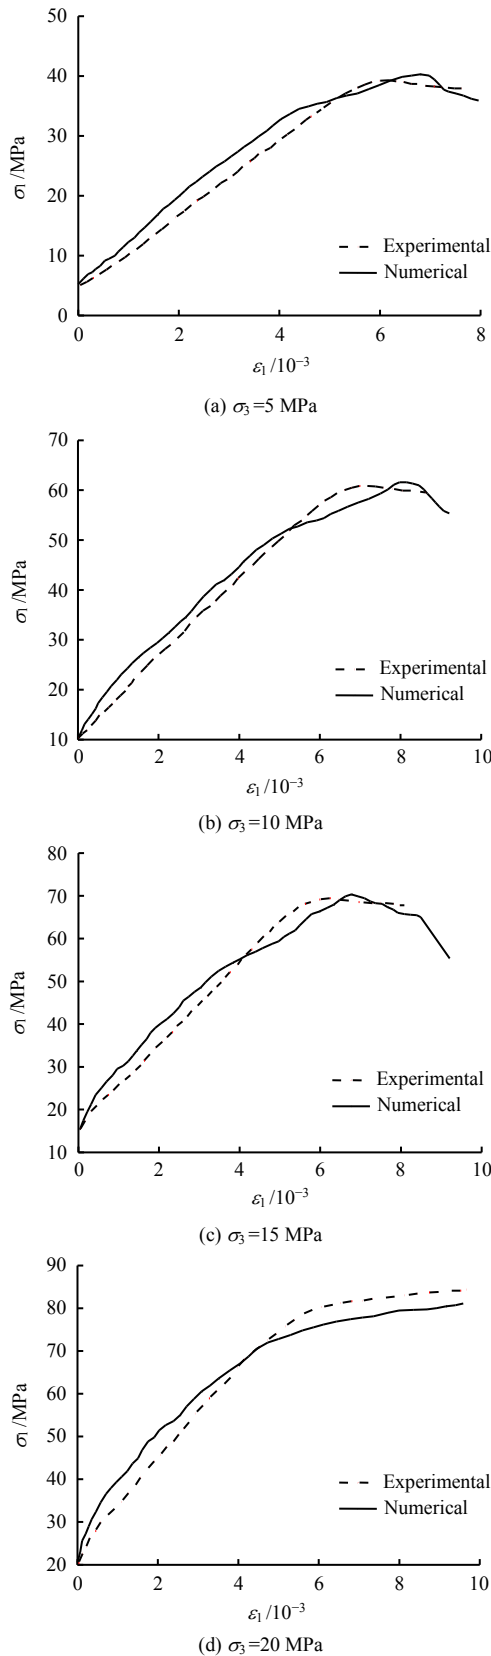 50
40
30
20
10
0
σ1/MPa
Experimental
Numerical
0 2 4 6 8
ε1/10−3
(a) σ3=5 MPa
70
60
50
40
30
20
10
σ1/MPa
Experimental
Numerical
0 2 4 6 8 10
ε1/10−3
(b) σ3=10 MPa
80
70
60
50
40
30
20
10
σ1/MPa
Experimental
Numerical
0 2 4 6 8 10
ε1/10−3
(c) σ3=15 MPa
90
80
70
60
50
40
30
20
σ1/MPa
Experimental
Numerical
0 2 4 6 8 10
ε1/10−3
(d) σ3=20 MPa